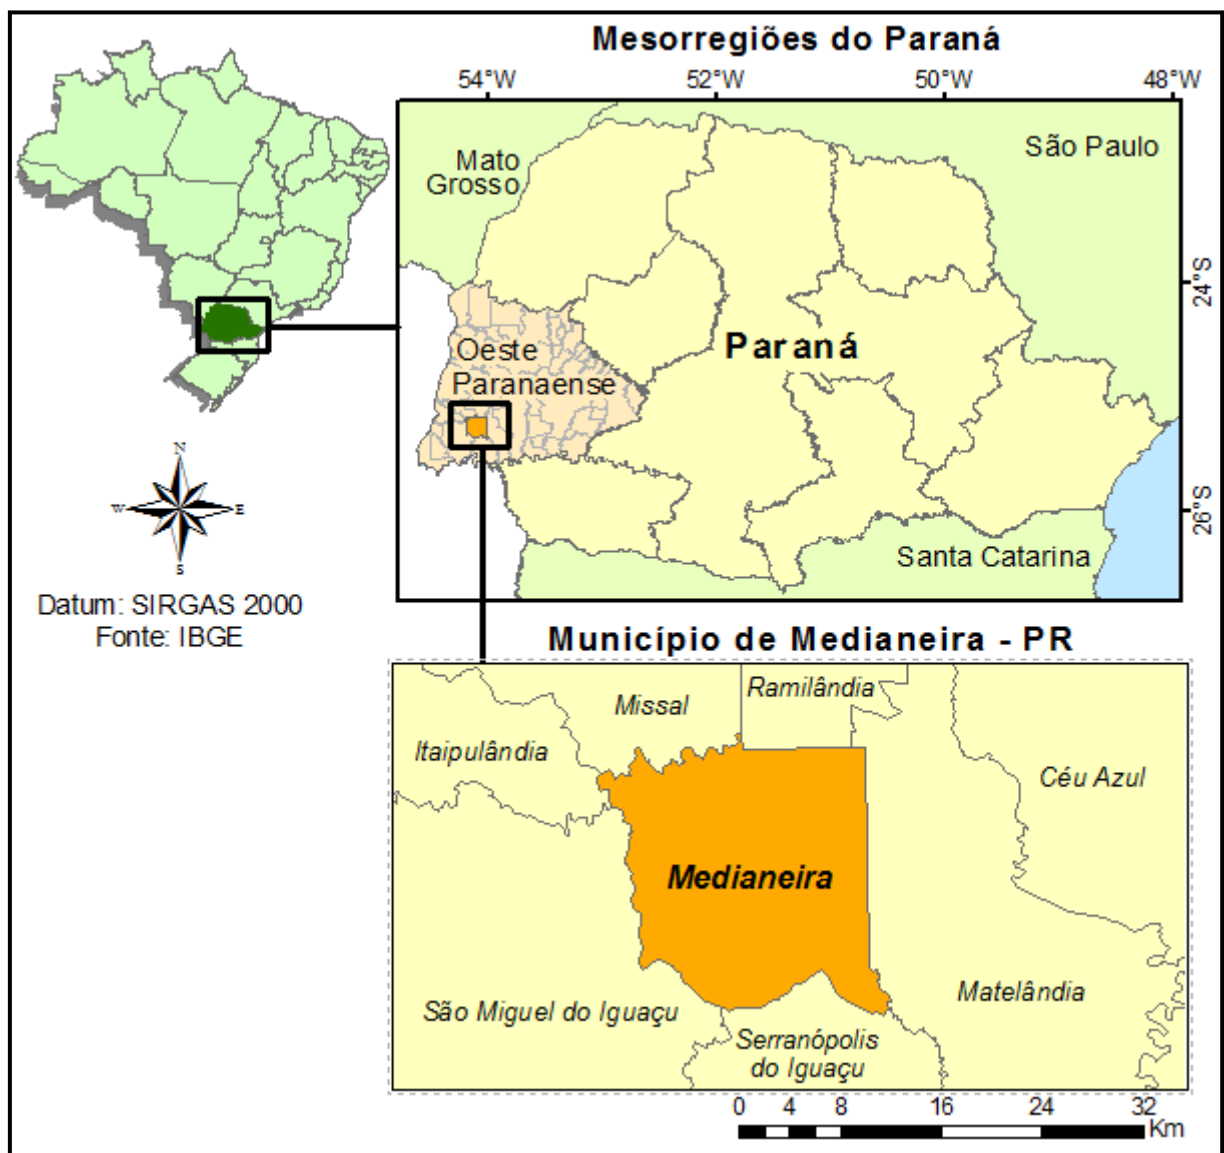 Mesorregiões do Paraná
54°W 52°W 50°W 48°W
São Paulo
Mato
Grosso
24°S
Paraná
Oeste
Paranaense
26°S
Santa Catarina
N
W E
S
Datum: SIRGAS 2000
Fonte: IBGE
Município de Medianeira - PR
Ramilândia
Missal
Itaipulândia
Céu Azul
Medianeira
Matelândia
São Miguel do Iguaçu
Serranópolis
do Iguaçu
0 4 8 16 24 32
Km